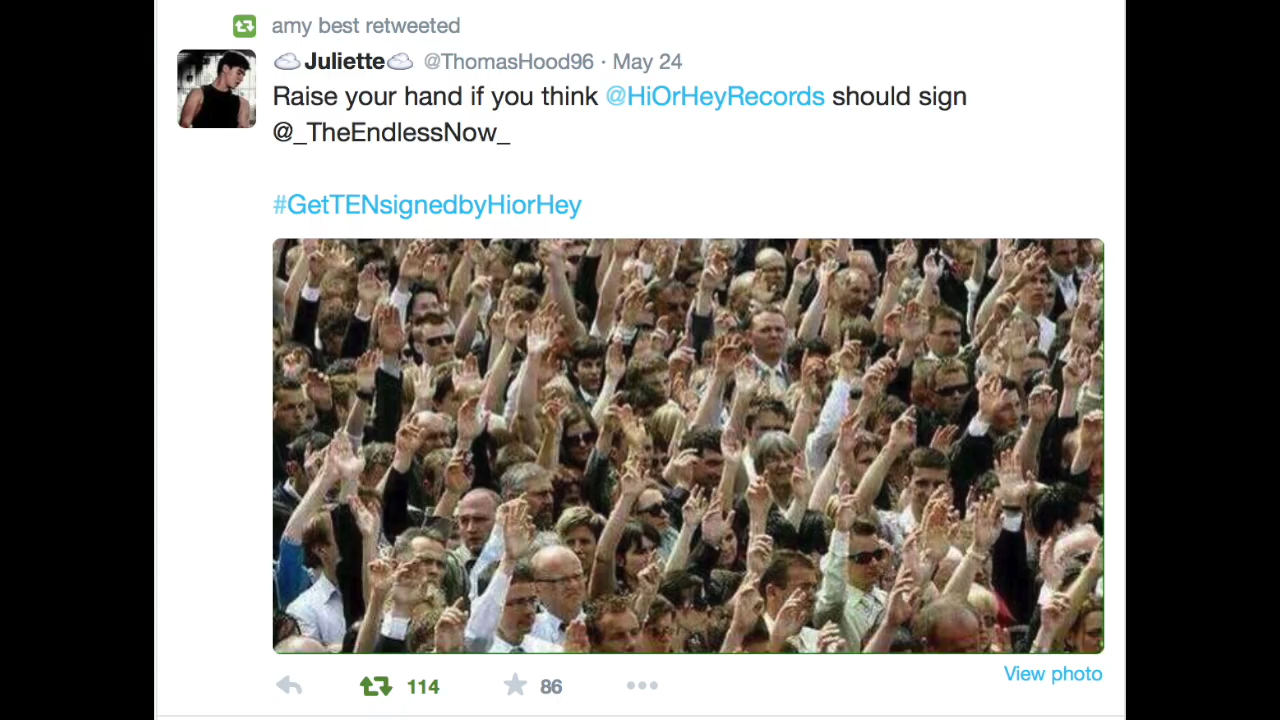 amy best retweeted
☁Juliette☁ @ThomasHood96 · May 24
Raise your hand if you think @HiOrHeyRecords should sign
@_TheEndlessNow_
#GetTENsignedbyHiorHey
View photo
114 86